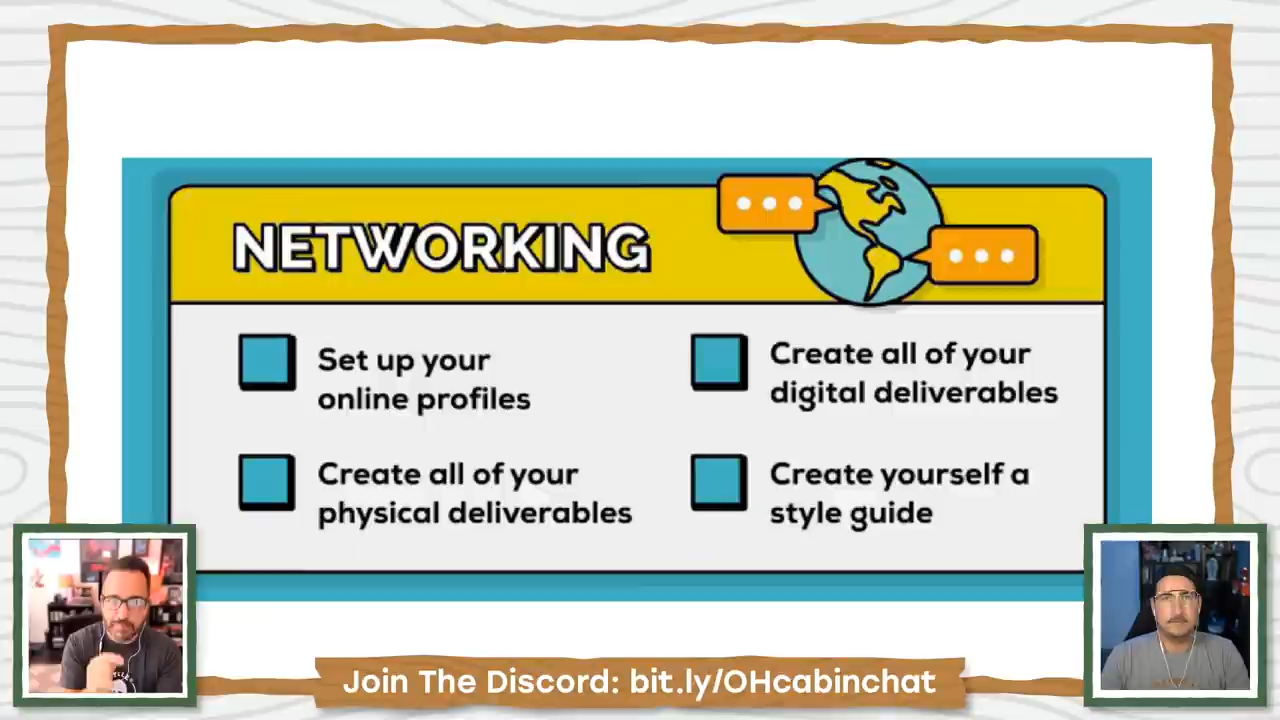 NETWORKING
Set up your
online profiles
Create all of your
digital deliverables
Create all of your
physical deliverables
Create yourself a
style guide
Join The Discord: bit.ly/OHcabinchat